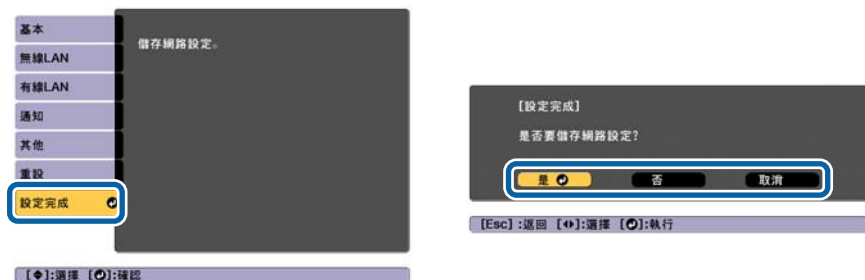 基本
無線LAN
有線LAN
通知
其他
重設
設定完成
儲存網路設定。
[◆]:選擇 [⏎]:確認
[設定完成]
是否要儲存網路設定?
是 否 取消
[Esc]:返回 [◆]:選擇 [⏎]:執行